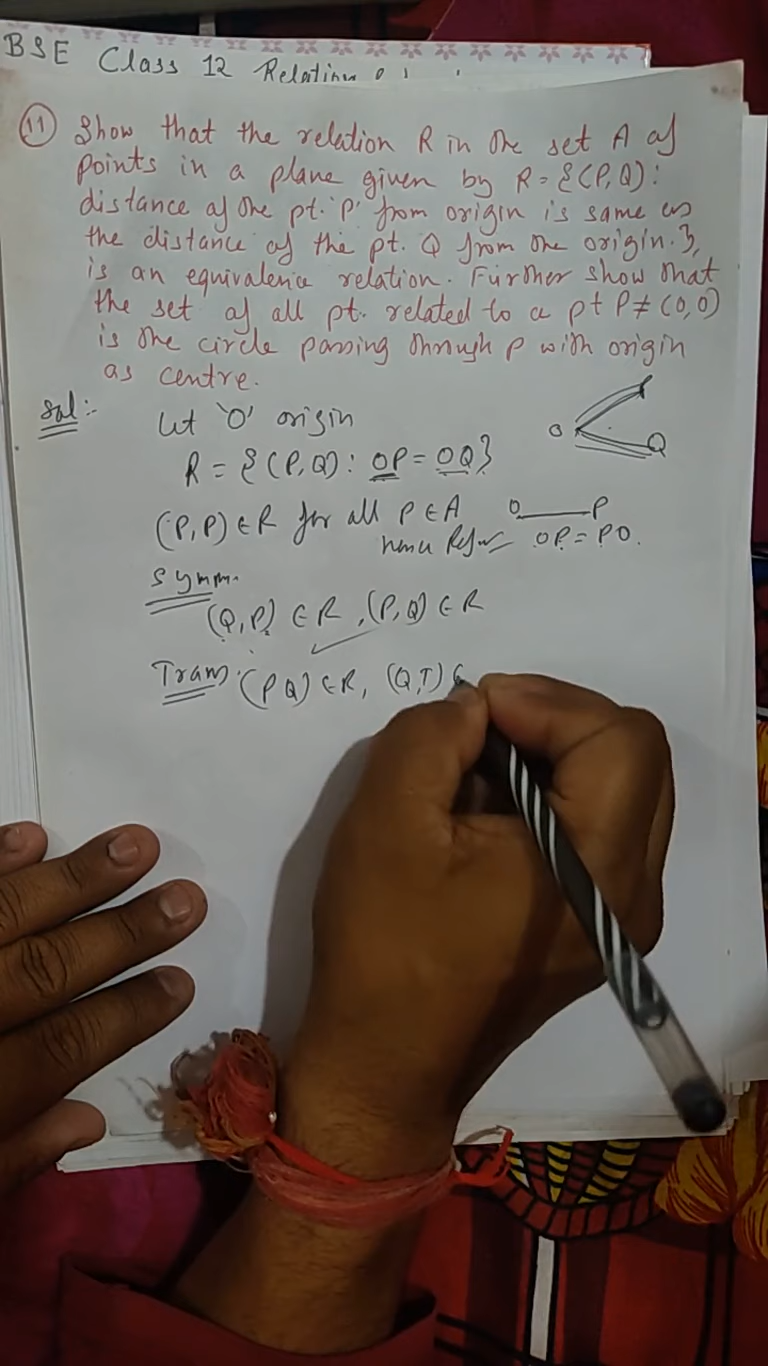 BSE Class 12 Relation
11 Show that the relation R in the set A of
points in a plane given by R = {(P,Q):
distance of the pt. 'P' from origin is same as
the distance of the pt. Q from the origin.},
is an equivalence relation. Further show that
the set of all pt. related to a pt P ≠ (0,0)
is the circle passing through P with origin
as centre.
Sol:- Let 'O' origin
R = {(P,Q): OP = OQ}
O Q
(P,P) ∈ R for all P ∈ A O P
hence Refx OP = PO.
Symm.
(Q,P) ∈ R, (P,Q) ∈ R
Trans. (P Q) ∈ R, (Q,T)